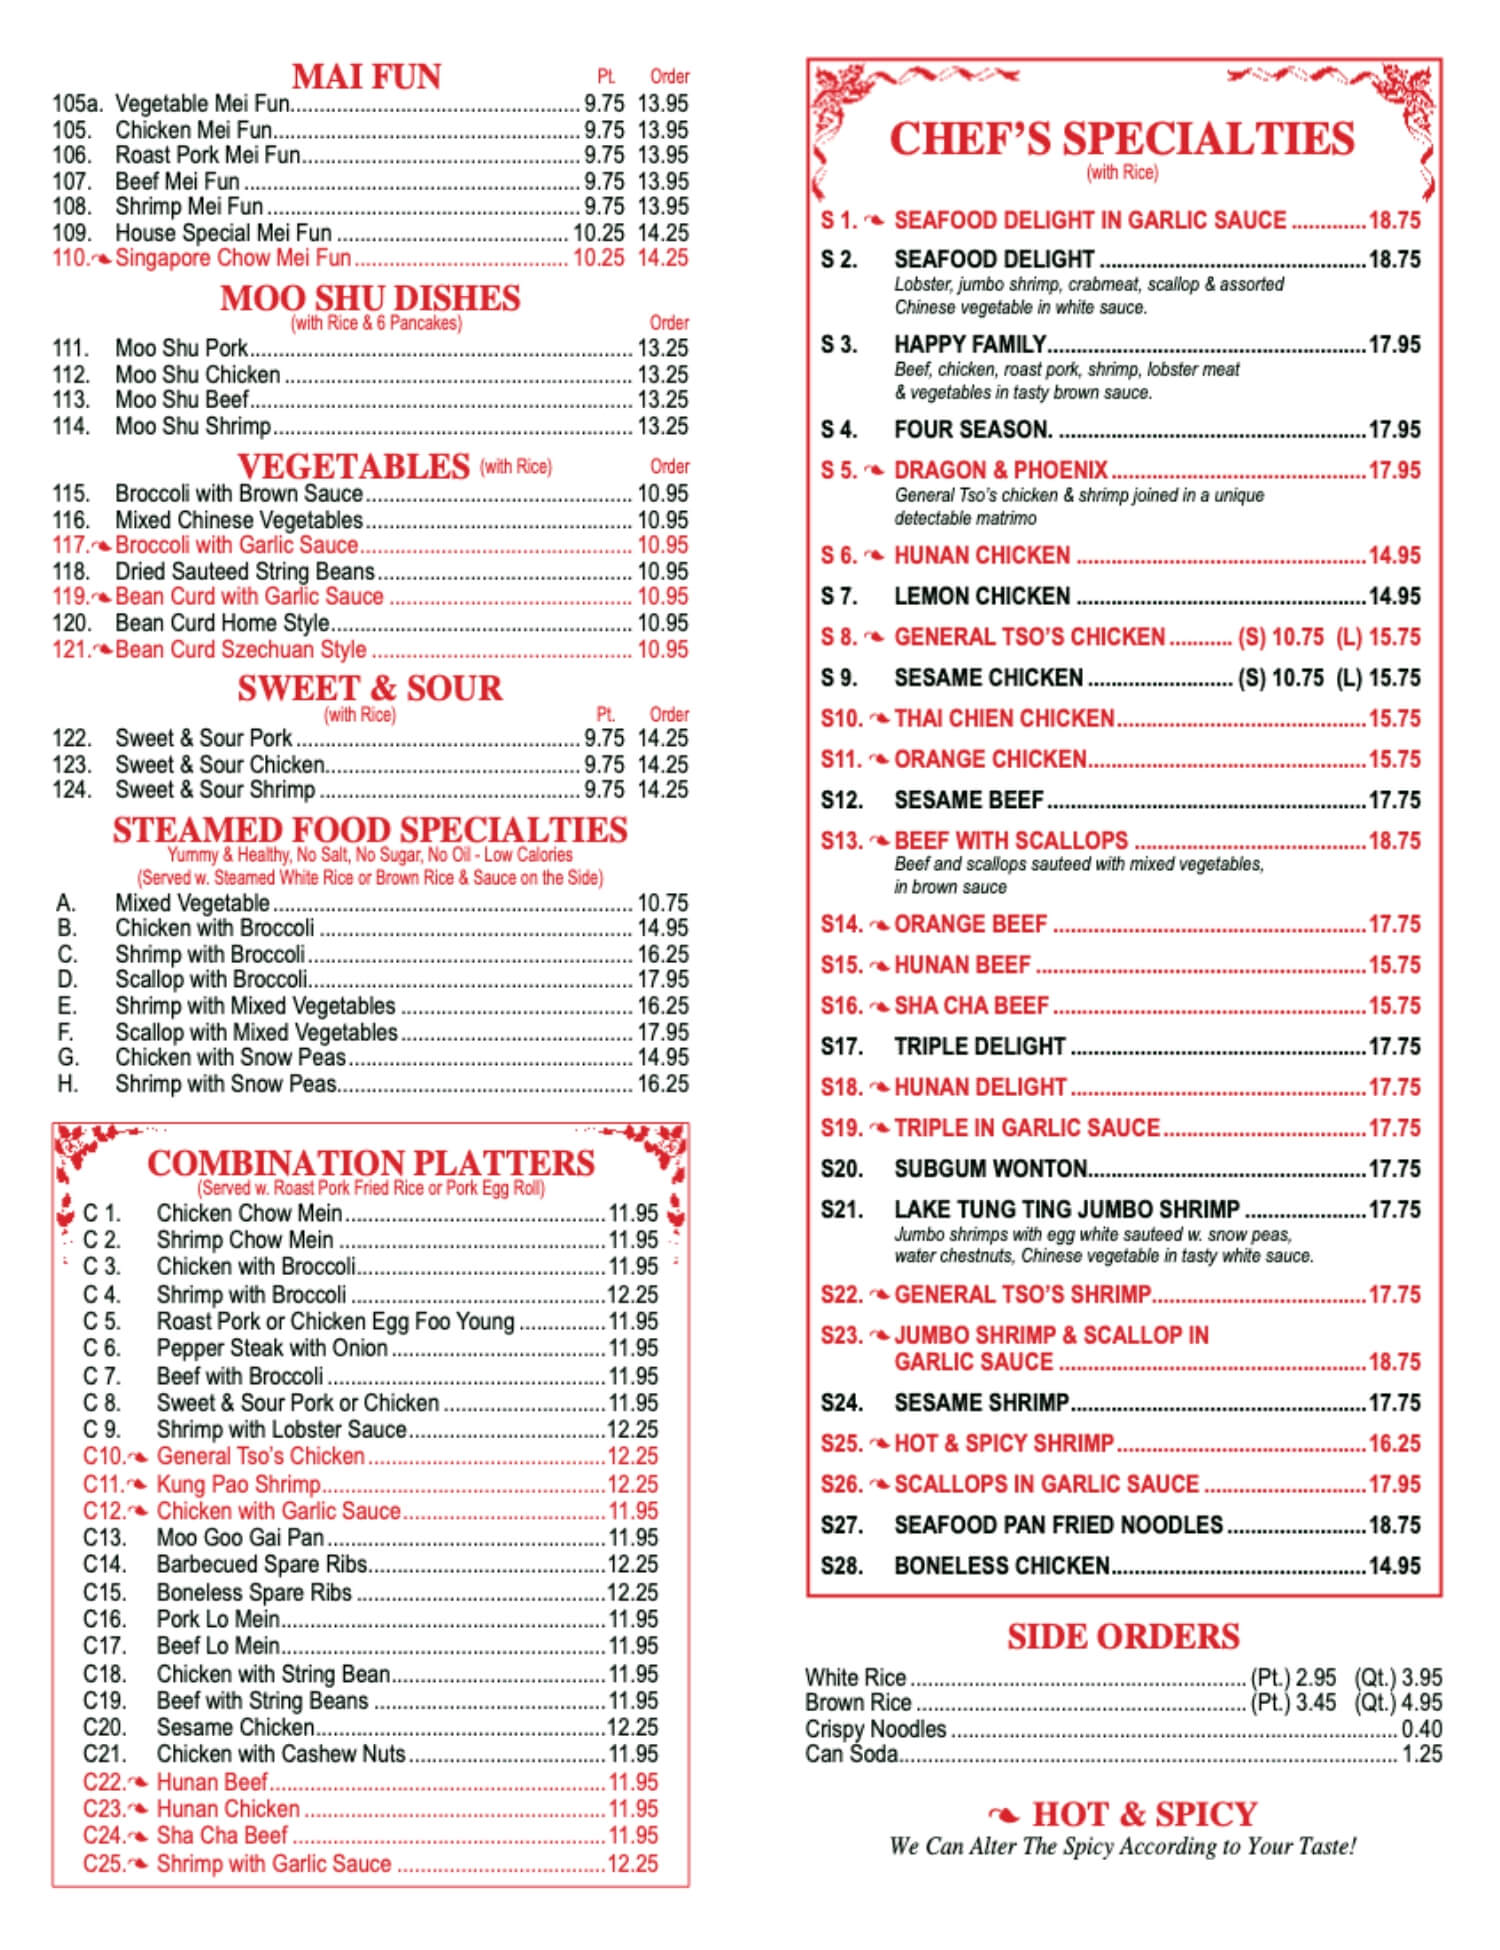 MAI FUN Pt. Order
105a. Vegetable Mei Fun................................................. 9.75 13.95
105. Chicken Mei Fun.................................................... 9.75 13.95
106. Roast Pork Mei Fun............................................... 9.75 13.95
107. Beef Mei Fun ......................................................... 9.75 13.95
108. Shrimp Mei Fun ..................................................... 9.75 13.95
109. House Special Mei Fun ....................................... 10.25 14.25
110. Singapore Chow Mei Fun .................................... 10.25 14.25
MOO SHU DISHES
(with Rice & 6 Pancakes) Order
111. Moo Shu Pork................................................................. 13.25
112. Moo Shu Chicken ........................................................... 13.25
113. Moo Shu Beef................................................................. 13.25
114. Moo Shu Shrimp............................................................. 13.25
VEGETABLES (with Rice) Order
115. Broccoli with Brown Sauce ............................................. 10.95
116. Mixed Chinese Vegetables ............................................. 10.95
117. Broccoli with Garlic Sauce.............................................. 10.95
118. Dried Sauteed String Beans ........................................... 10.95
119. Bean Curd with Garlic Sauce ......................................... 10.95
120. Bean Curd Home Style................................................... 10.95
121. Bean Curd Szechuan Style ............................................ 10.95
SWEET & SOUR
(with Rice) Pt. Order
122. Sweet & Sour Pork ................................................ 9.75 14.25
123. Sweet & Sour Chicken........................................... 9.75 14.25
124. Sweet & Sour Shrimp ............................................ 9.75 14.25
STEAMED FOOD SPECIALTIES
Yummy & Healthy, No Salt, No Sugar, No Oil - Low Calories
(Served w. Steamed White Rice or Brown Rice & Sauce on the Side)
A. Mixed Vegetable ............................................................. 10.75
B. Chicken with Broccoli ..................................................... 14.95
C. Shrimp with Broccoli ....................................................... 16.25
D. Scallop with Broccoli....................................................... 17.95
E. Shrimp with Mixed Vegetables ....................................... 16.25
F. Scallop with Mixed Vegetables ....................................... 17.95
G. Chicken with Snow Peas ................................................ 14.95
H. Shrimp with Snow Peas.................................................. 16.25
COMBINATION PLATTERS
(Served w. Roast Pork Fried Rice or Pork Egg Roll)
C 1. Chicken Chow Mein ............................................. 11.95
C 2. Shrimp Chow Mein .............................................. 11.95
C 3. Chicken with Broccoli........................................... 11.95
C 4. Shrimp with Broccoli ............................................ 12.25
C 5. Roast Pork or Chicken Egg Foo Young ............... 11.95
C 6. Pepper Steak with Onion ..................................... 11.95
C 7. Beef with Broccoli ................................................ 11.95
C 8. Sweet & Sour Pork or Chicken ............................ 11.95
C 9. Shrimp with Lobster Sauce.................................. 12.25
C10. General Tso's Chicken ......................................... 12.25
C11. Kung Pao Shrimp................................................. 12.25
C12. Chicken with Garlic Sauce................................... 11.95
C13. Moo Goo Gai Pan ................................................ 11.95
C14. Barbecued Spare Ribs......................................... 12.25
C15. Boneless Spare Ribs ........................................... 12.25
C16. Pork Lo Mein........................................................ 11.95
C17. Beef Lo Mein........................................................ 11.95
C18. Chicken with String Bean..................................... 11.95
C19. Beef with String Beans ........................................ 11.95
C20. Sesame Chicken.................................................. 12.25
C21. Chicken with Cashew Nuts .................................. 11.95
C22. Hunan Beef.......................................................... 11.95
C23. Hunan Chicken .................................................... 11.95
C24. Sha Cha Beef ...................................................... 11.95
C25. Shrimp with Garlic Sauce .................................... 12.25
CHEF'S SPECIALTIES
(with Rice)
S 1. SEAFOOD DELIGHT IN GARLIC SAUCE ............. 18.75
S 2. SEAFOOD DELIGHT .............................................. 18.75
Lobster, jumbo shrimp, crabmeat, scallop & assorted
Chinese vegetable in white sauce.
S 3. HAPPY FAMILY....................................................... 17.95
Beef, chicken, roast pork, shrimp, lobster meat
& vegetables in tasty brown sauce.
S 4. FOUR SEASON. ..................................................... 17.95
S 5. DRAGON & PHOENIX ............................................ 17.95
General Tso's chicken & shrimp joined in a unique
detectable matrimo
S 6. HUNAN CHICKEN .................................................. 14.95
S 7. LEMON CHICKEN .................................................. 14.95
S 8. GENERAL TSO'S CHICKEN ........... (S) 10.75 (L) 15.75
S 9. SESAME CHICKEN ......................... (S) 10.75 (L) 15.75
S10. THAI CHIEN CHICKEN........................................... 15.75
S11. ORANGE CHICKEN................................................ 15.75
S12. SESAME BEEF ....................................................... 17.75
S13. BEEF WITH SCALLOPS ........................................ 18.75
Beef and scallops sauteed with mixed vegetables,
in brown sauce
S14. ORANGE BEEF ...................................................... 17.75
S15. HUNAN BEEF ......................................................... 15.75
S16. SHA CHA BEEF ...................................................... 15.75
S17. TRIPLE DELIGHT ................................................... 17.75
S18. HUNAN DELIGHT ................................................... 17.75
S19. TRIPLE IN GARLIC SAUCE ................................... 17.75
S20. SUBGUM WONTON................................................ 17.75
S21. LAKE TUNG TING JUMBO SHRIMP ..................... 17.75
Jumbo shrimps with egg white sauteed w. snow peas,
water chestnuts, Chinese vegetable in tasty white sauce.
S22. GENERAL TSO'S SHRIMP..................................... 17.75
S23. JUMBO SHRIMP & SCALLOP IN
GARLIC SAUCE ..................................................... 18.75
S24. SESAME SHRIMP................................................... 17.75
S25. HOT & SPICY SHRIMP ........................................... 16.25
S26. SCALLOPS IN GARLIC SAUCE ............................ 17.95
S27. SEAFOOD PAN FRIED NOODLES ........................ 18.75
S28. BONELESS CHICKEN............................................ 14.95
SIDE ORDERS
White Rice ......................................................... (Pt.) 2.95 (Qt.) 3.95
Brown Rice ........................................................ (Pt.) 3.45 (Qt.) 4.95
Crispy Noodles ............................................................................ 0.40
Can Soda..................................................................................... 1.25
HOT & SPICY
We Can Alter The Spicy According to Your Taste!